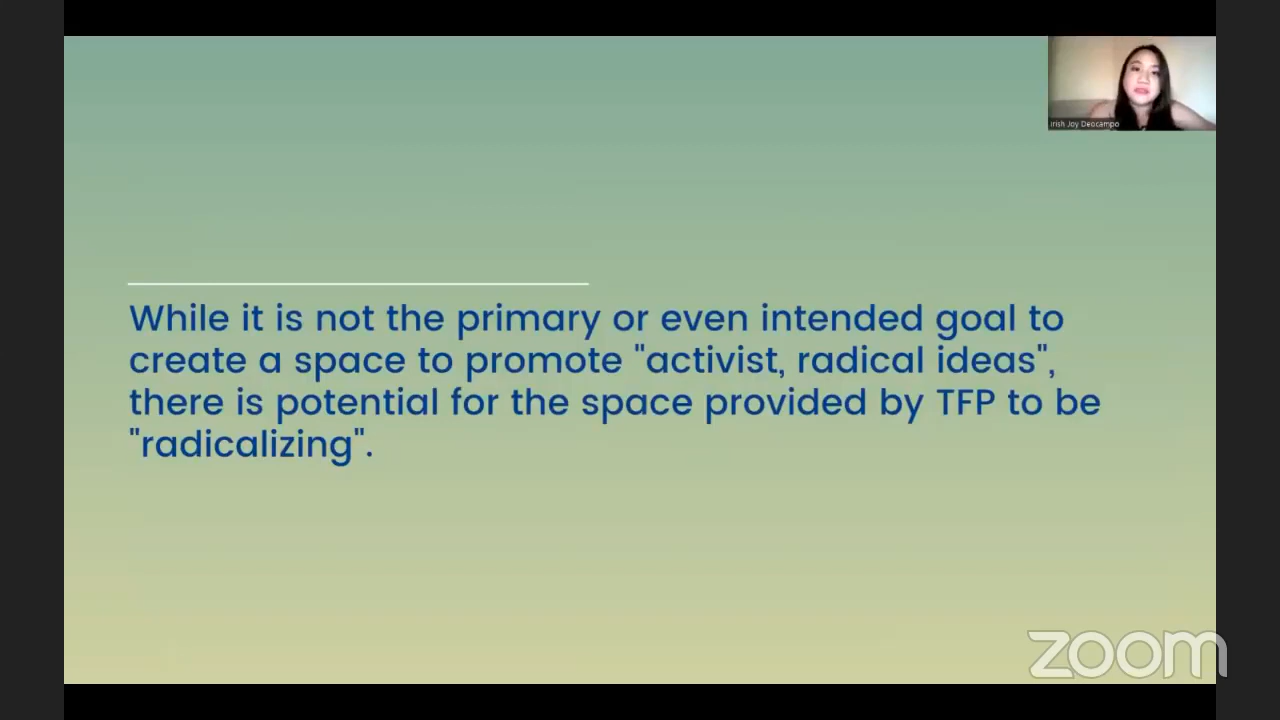 Irish Joy Deocampo
While it is not the primary or even intended goal to
create a space to promote "activist, radical ideas",
there is potential for the space provided by TFP to be
"radicalizing".
zoom